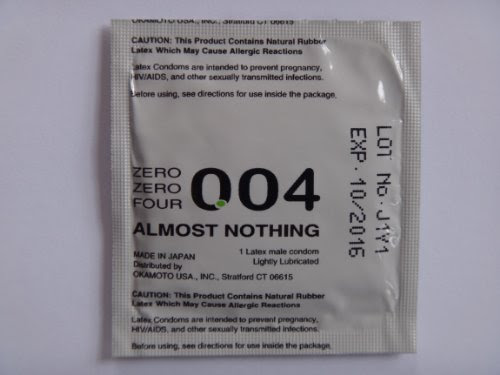 OKAMOTO USA., INC., Stratford CT 06615
CAUTION: This Product Contains Natural Rubber
Latex Which May Cause Allergic Reactions
Latex Condoms are intended to prevent pregnancy,
HIV/AIDS, and other sexually transmitted infections.
Before using, see directions for use inside the package.
ZERO
ZERO
FOUR
0.04
ALMOST NOTHING
MADE IN JAPAN
Distributed by
OKAMOTO USA., INC., Stratford CT 06615
1 Latex male condom
Lightly Lubricated
LOT No.J1Y1
EXP.10/2016
CAUTION: This Product Contains Natural Rubber
Latex Which May Cause Allergic Reactions
Latex Condoms are intended to prevent pregnancy,
HIV/AIDS, and other sexually transmitted infections.
Before using, see directions for use inside the package.